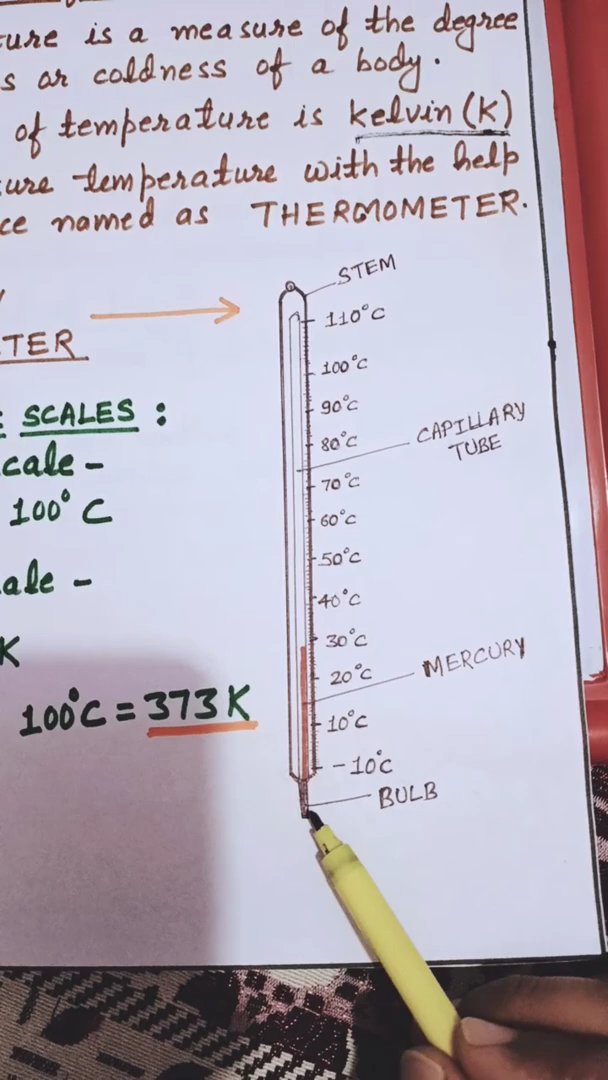 ture is a measure of the degree
s or coldness of a body.
of temperature is kelvin (K)
ure temperature with the help
ce named as THERMOMETER.
STEM
TER
110°C
100°C
90°C
80°C
CAPILLARY
TUBE
70°C
60°C
50°C
40°C
30°C
20°C
MERCURY
10°C
-10°C
BULB
SCALES :
cale -
100° C
ale -
K
100°C = 373 K